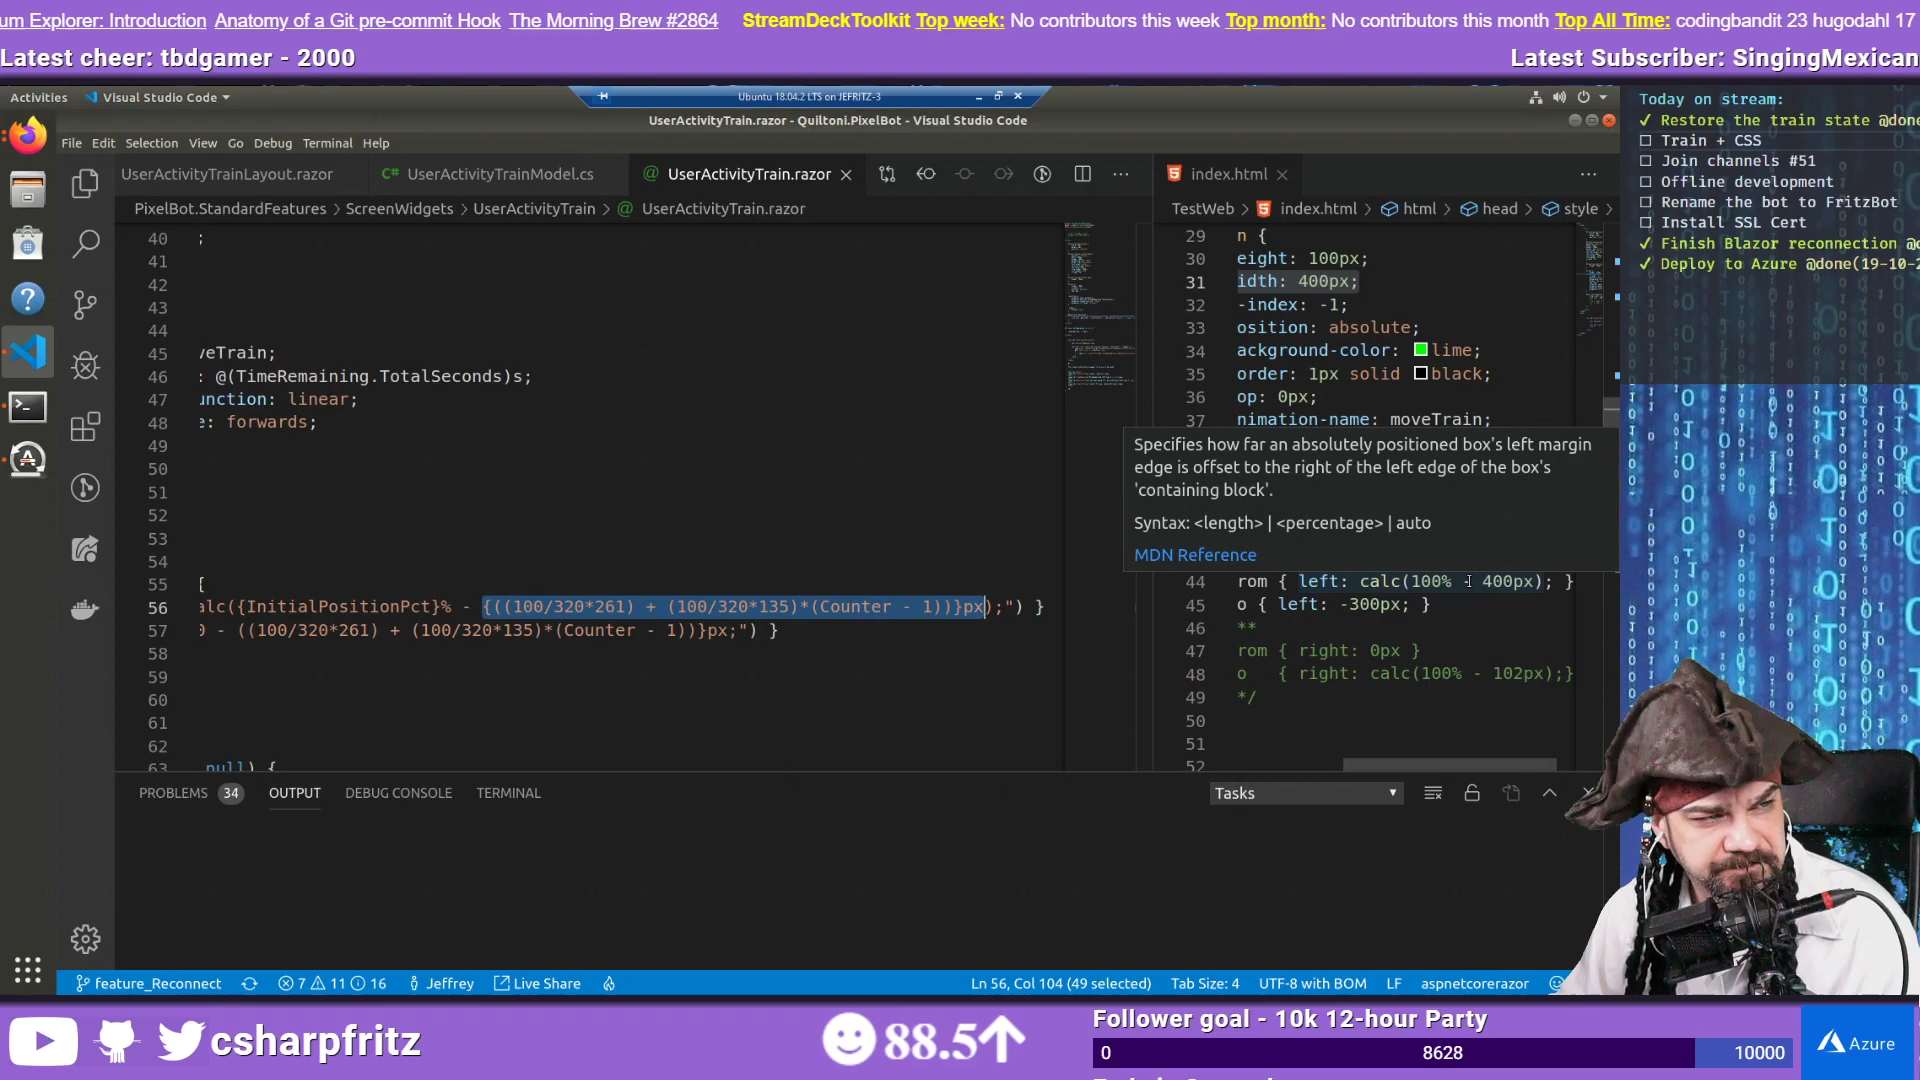 um Explorer: Introduction Anatomy of a Git pre-commit Hook The Morning Brew #2864 StreamDeckToolkit Top week: No contributors this week Top month: No contributors this month Top All Time: codingbandit 23 hugodahl 17
Latest cheer: tbdgamer - 2000
Latest Subscriber: SingingMexican
Activities Visual Studio Code
Ubuntu 18.04.2 LTS on JEFRITZ-3
UserActivityTrain.razor - Quiltoni.PixelBot - Visual Studio Code
File Edit Selection View Go Debug Terminal Help
UserActivityTrainLayout.razor C# UserActivityTrainModel.cs UserActivityTrain.razor
PixelBot.StandardFeatures > ScreenWidgets > UserActivityTrain > UserActivityTrain.razor
40 ;
41
42
43
44
45 veTrain;
46 : @(TimeRemaining.TotalSeconds)s;
47 unction: linear;
48 e: forwards;
49
50
51
52
53
54
55 {
56 alc({InitialPositionPct}% - {((100/320*261) + (100/320*135)*(Counter - 1))}px);") }
57 0 - ((100/320*261) + (100/320*135)*(Counter - 1))}px;") }
58
59
60
61
62
63 null) {
index.html
TestWeb > index.html > html > head > style >
29 n {
30 eight: 100px;
31 idth: 400px;
32 -index: -1;
33 osition: absolute;
34 ackground-color: lime;
35 order: 1px solid black;
36 op: 0px;
37 nimation-name: moveTrain;
Specifies how far an absolutely positioned box's left margin
edge is offset to the right of the left edge of the box's
'containing block'.
Syntax: <length> | <percentage> | auto
MDN Reference
44 rom { left: calc(100% - 400px); }
45 o { left: -300px; }
46 **
47 rom { right: 0px }
48 o { right: calc(100% - 102px);}
49 */
50
51
52
PROBLEMS 34 OUTPUT DEBUG CONSOLE TERMINAL
Tasks
feature_Reconnect 7 11 16 Jeffrey Live Share
Ln 56, Col 104 (49 selected) Tab Size: 4 UTF-8 with BOM LF aspnetcorerazor
Today on stream:
✓ Restore the train state @done
☐ Train + CSS
☐ Join channels #51
☐ Offline development
☐ Rename the bot to FritzBot
☐ Install SSL Cert
✓ Finish Blazor reconnection @d
✓ Deploy to Azure @done(19-10-2
csharpfritz
88.5
Follower goal - 10k 12-hour Party
0 8628 10000
Azure